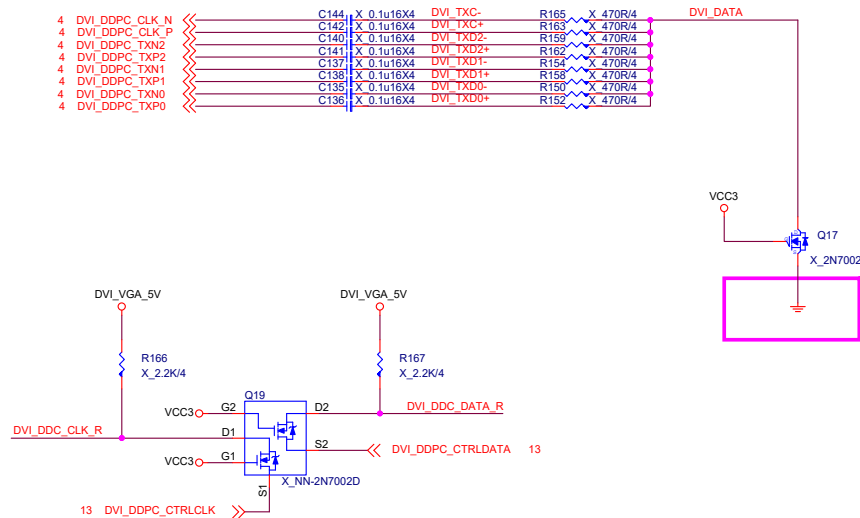 4 DVI_DDPC_CLK_N C144 X_0.1u16X4 DVI_TXC- R165 X_470R/4 DVI_DATA
4 DVI_DDPC_CLK_P C142 X_0.1u16X4 DVI_TXC+ R163 X_470R/4
4 DVI_DDPC_TXN2 C140 X_0.1u16X4 DVI_TXD2- R159 X_470R/4
4 DVI_DDPC_TXP2 C141 X_0.1u16X4 DVI_TXD2+ R162 X_470R/4
4 DVI_DDPC_TXN1 C137 X_0.1u16X4 DVI_TXD1- R154 X_470R/4
4 DVI_DDPC_TXP1 C138 X_0.1u16X4 DVI_TXD1+ R158 X_470R/4
4 DVI_DDPC_TXN0 C135 X_0.1u16X4 DVI_TXD0- R150 X_470R/4
4 DVI_DDPC_TXP0 C136 X_0.1u16X4 DVI_TXD0+ R152 X_470R/4
VCC3
Q17
X_2N7002
DVI_VGA_5V DVI_VGA_5V
R166 R167
X_2.2K/4 X_2.2K/4
Q19
VCC3 G2 D2 DVI_DDC_DATA_R
DVI_DDC_CLK_R D1
S2 DVI_DDPC_CTRLDATA 13
VCC3 G1
X_NN-2N7002D
S1
13 DVI_DDPC_CTRLCLK